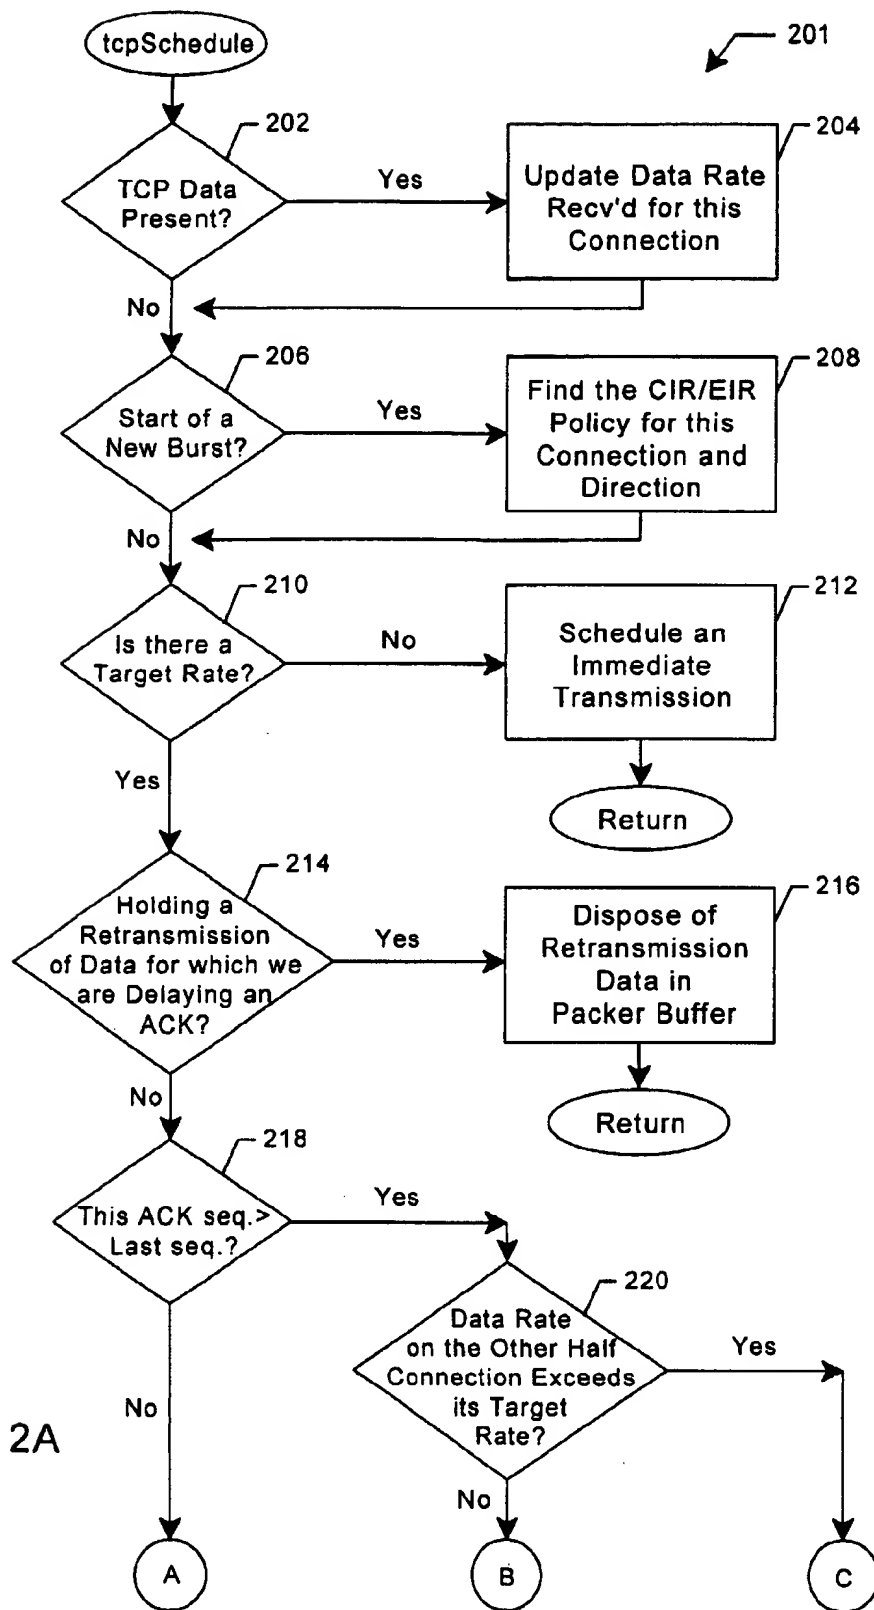 tcpSchedule
201
202
TCP Data
Present?
Yes
204
Update Data Rate
Recv'd for this
Connection
No
206
Start of a
New Burst?
Yes
208
Find the CIR/EIR
Policy for this
Connection and
Direction
No
210
Is there a
Target Rate?
No
212
Schedule an
Immediate
Transmission
Return
Yes
214
Holding a
Retransmission
of Data for which we
are Delaying an
ACK?
Yes
216
Dispose of
Retransmission
Data in
Packer Buffer
Return
No
218
This ACK seq.>
Last seq.?
Yes
220
Data Rate
on the Other Half
Connection Exceeds
its Target
Rate?
Yes
No
2A
No
A
B
C